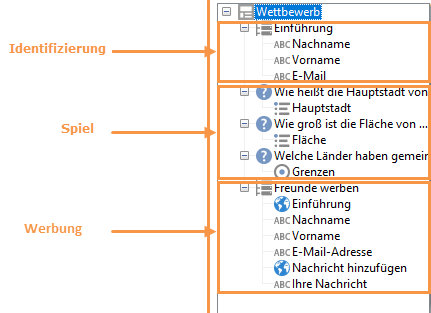 Wettbewerb
Identifizierung
Einführung
ABC Nachname
ABC Vorname
ABC E-Mail
Spiel
? Wie heißt die Hauptstadt von
Hauptstadt
? Wie groß ist die Fläche von ...
Fläche
? Welche Länder haben gemein
Grenzen
Werbung
Freunde werben
Einführung
ABC Nachname
ABC Vorname
ABC E-Mail-Adresse
Nachricht hinzufügen
ABC Ihre Nachricht